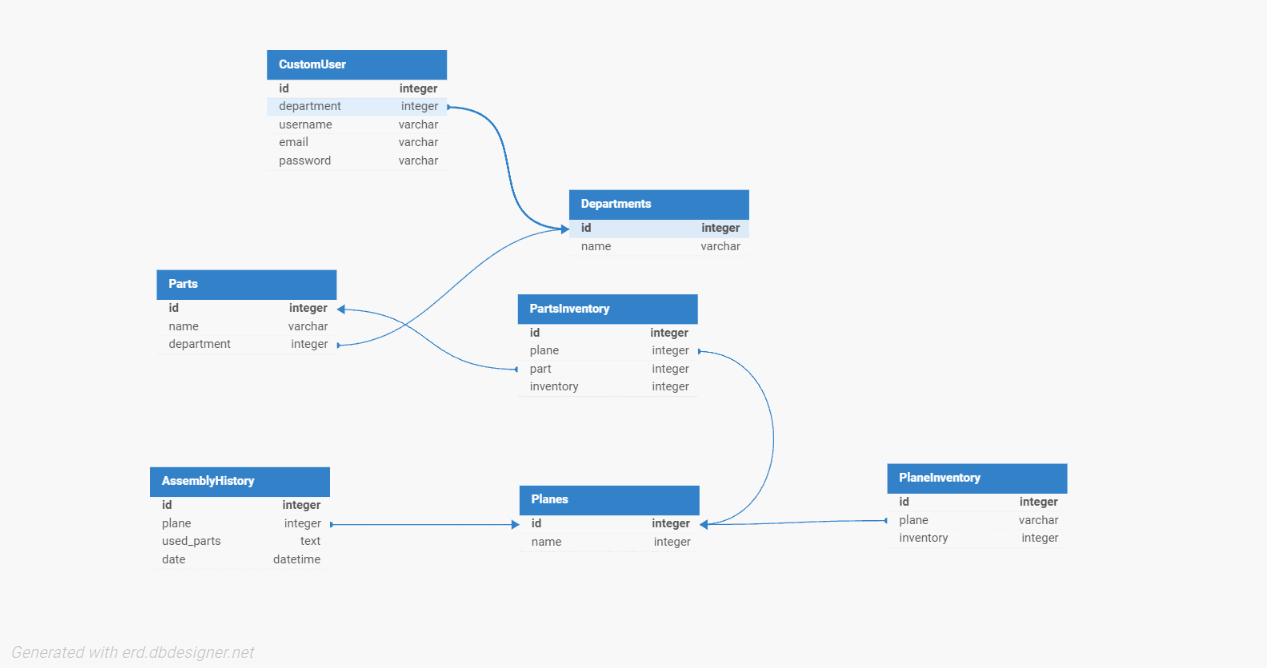 CustomUser
id integer
department integer
username varchar
email varchar
password varchar
Departments
id integer
name varchar
Parts
id integer
name varchar
department integer
PartsInventory
id integer
plane integer
part integer
inventory integer
AssemblyHistory
id integer
plane integer
used_parts text
date datetime
Planes
id integer
name integer
PlaneInventory
id integer
plane varchar
inventory integer
Generated with erd.dbdesigner.net